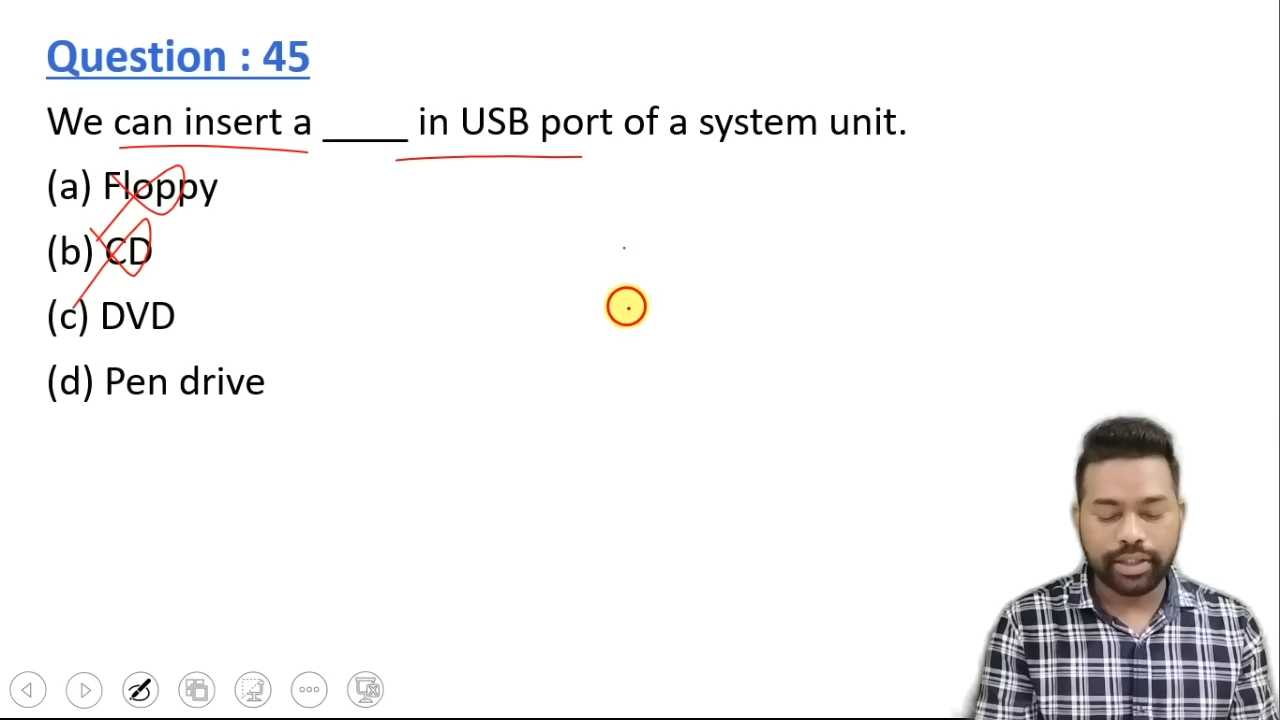 Question : 45
We can insert a _____ in USB port of a system unit.
(a) Floppy
(b) CD
(c) DVD
(d) Pen drive